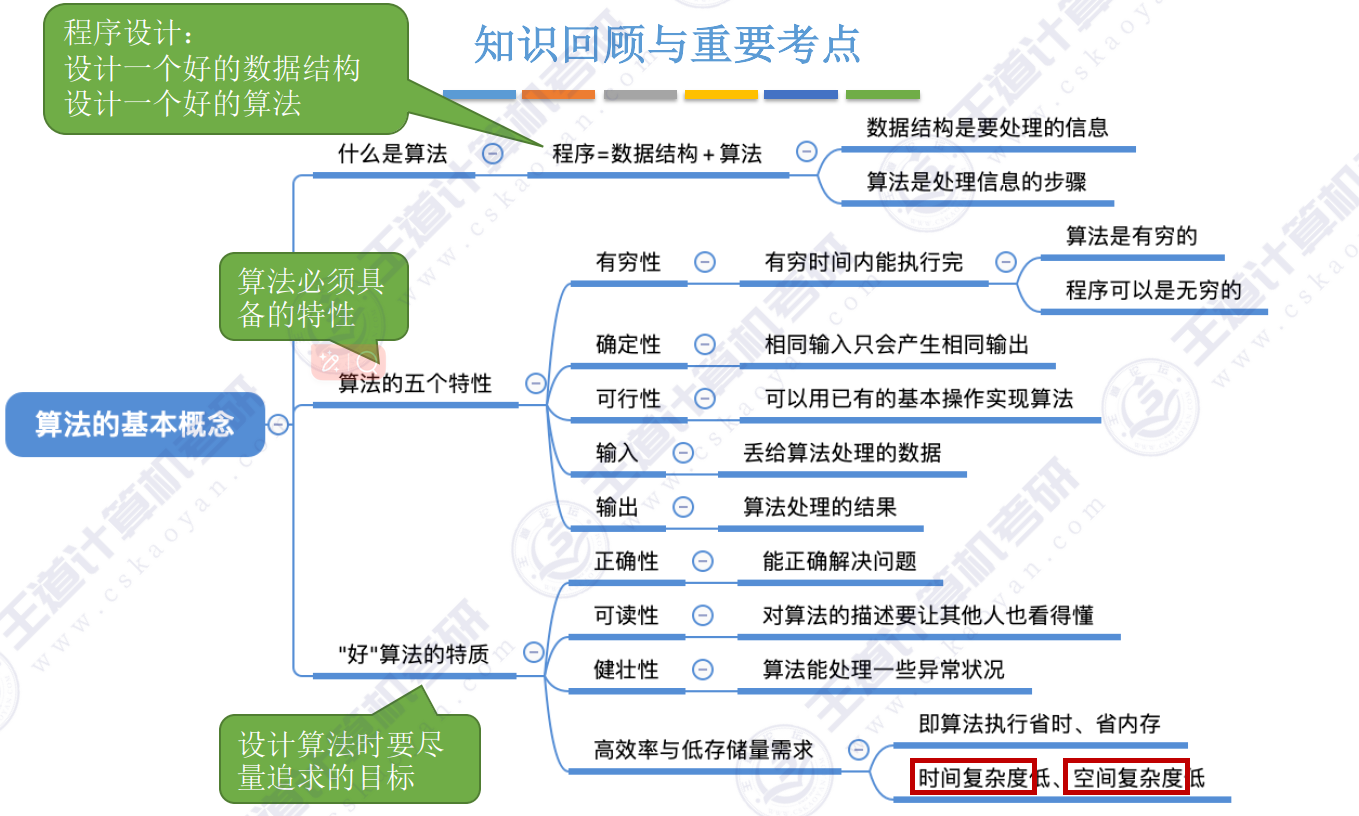 程序设计：
设计一个好的数据结构
设计一个好的算法
知识回顾与重要考点
什么是算法
程序=数据结构+算法
数据结构是要处理的信息
算法是处理信息的步骤
算法必须具
备的特性
算法的五个特性
有穷性
有穷时间内能执行完
算法是有穷的
程序可以是无穷的
确定性
相同输入只会产生相同输出
可行性
可以用已有的基本操作实现算法
输入
丢给算法处理的数据
输出
算法处理的结果
算法的基本概念
"好"算法的特质
正确性
能正确解决问题
可读性
对算法的描述要让其他人也看得懂
健壮性
算法能处理一些异常状况
高效率与低存储量需求
即算法执行省时、省内存
时间复杂度低、空间复杂度低
设计算法时要尽
量追求的目标
王道计算机考研
www.cskaoyan.com